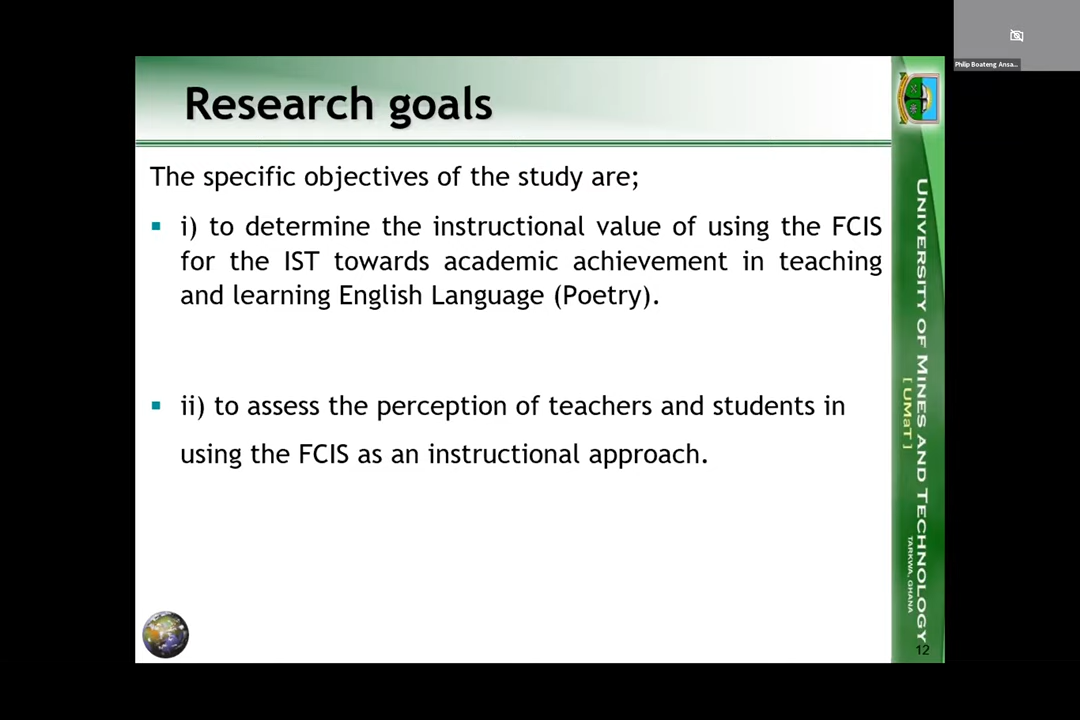 Philip Boateng Ansa...
Research goals
The specific objectives of the study are;
i) to determine the instructional value of using the FCIS
for the IST towards academic achievement in teaching
and learning English Language (Poetry).
ii) to assess the perception of teachers and students in
using the FCIS as an instructional approach.
UNIVERSITY OF MINES AND TECHNOLOGY
[ UMaT ]
TARKWA, GHANA
12